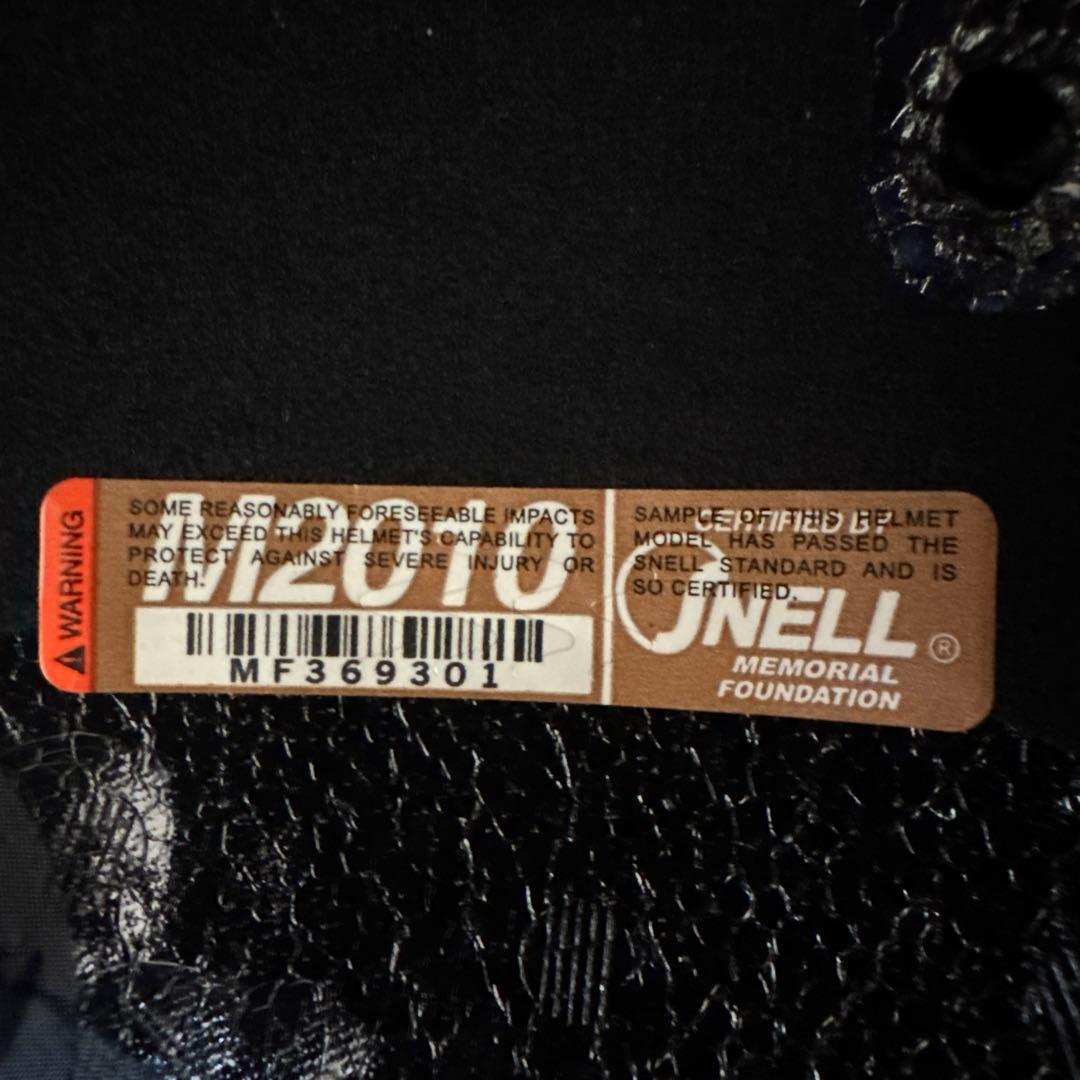 WARNING
SOME REASONABLY FORESEEABLE IMPACTS
MAY EXCEED THIS HELMET'S CAPABILITY TO
PROTECT AGAINST SEVERE INJURY OR
DEATH.
M2010
MF369301
SAMPLE OF THIS HELMET
MODEL HAS PASSED THE
SNELL STANDARD AND IS
SO CERTIFIED.
CERTIFIED BY
SNELL ®
MEMORIAL
FOUNDATION